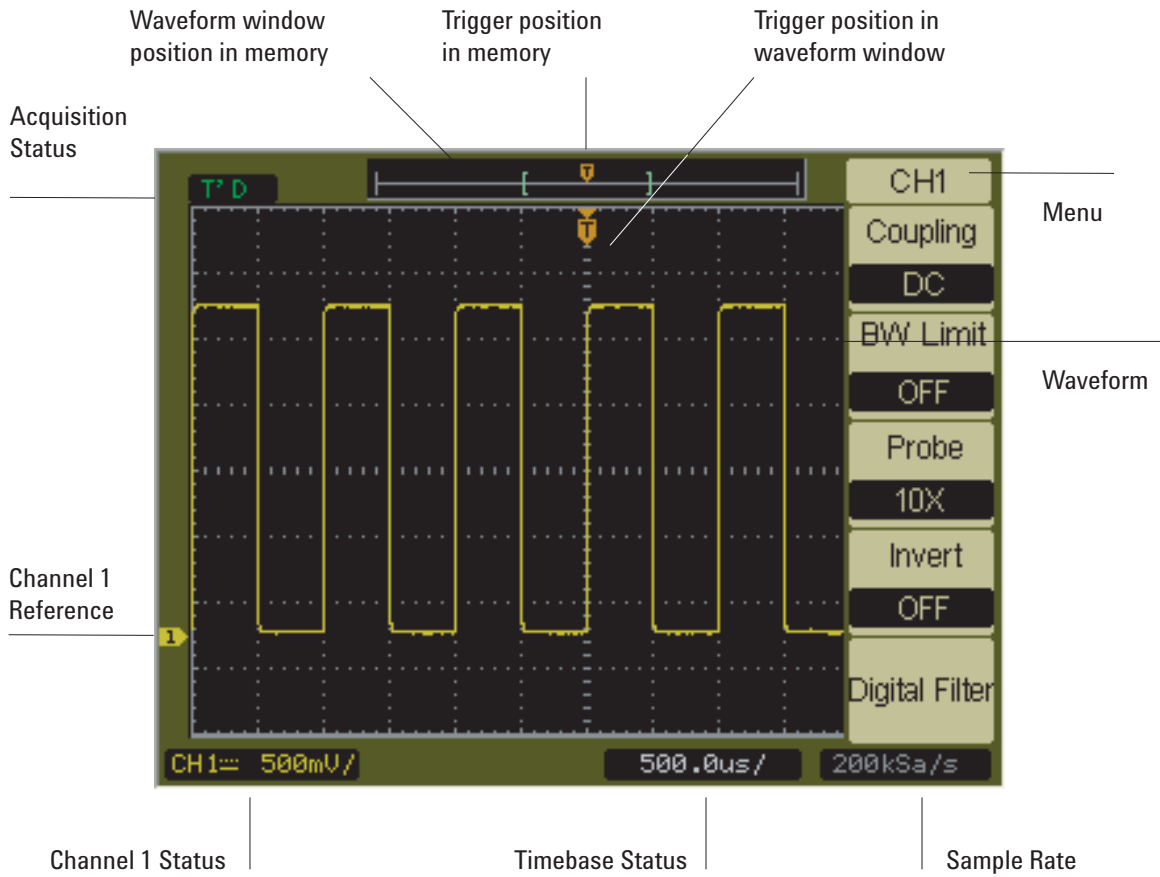 Waveform window
position in memory
Trigger position
in memory
Trigger position in
waveform window
Acquisition
Status
T
T' D
CH1
Menu
T
Coupling
DC
BW Limit
Waveform
OFF
Probe
10X
Invert
Channel 1
Reference
OFF
1
Digital Filter
CH1 500mV/
500.0us/
200kSa/s
Channel 1 Status
Timebase Status
Sample Rate